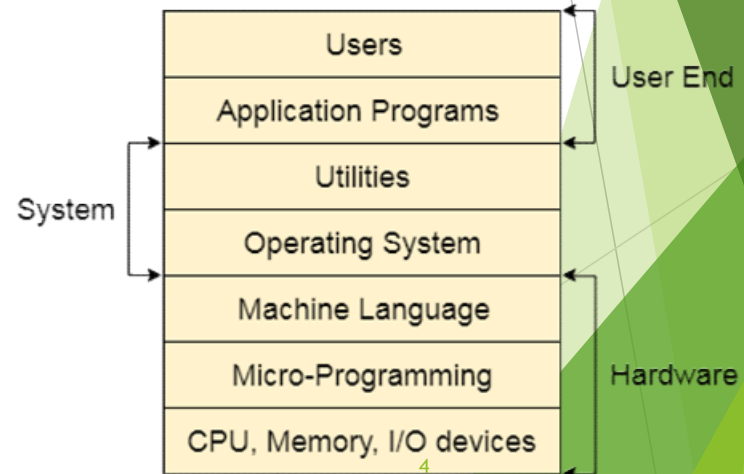 Users
User End
Application Programs
Utilities
System
Operating System
Machine Language
Micro-Programming
Hardware
CPU, Memory, I/O devices
4